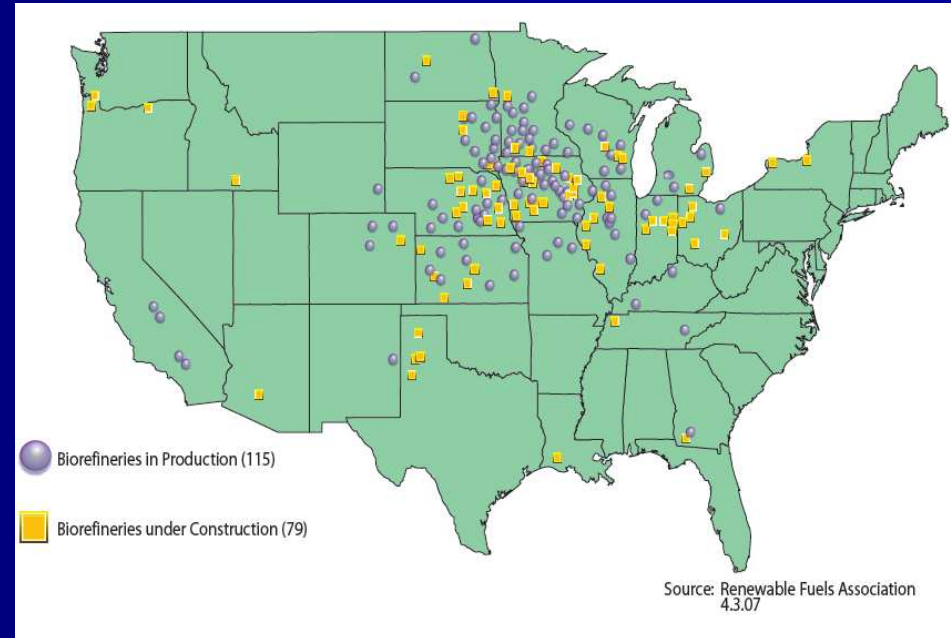 Biorefineries in Production (115)
Biorefineries under Construction (79)
Source: Renewable Fuels Association
4.3.07